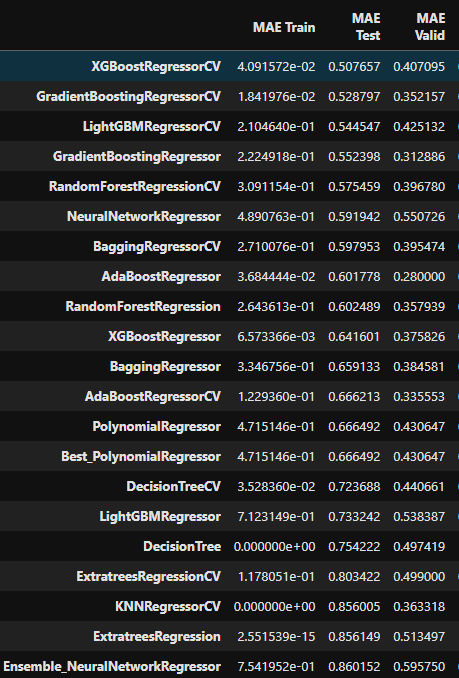 MAE Train MAE Test MAE Valid
XGBoostRegressorCV 4.091572e-02 0.507657 0.407095
GradientBoostingRegressorCV 1.841976e-02 0.528797 0.352157
LightGBMRegressorCV 2.104640e-01 0.544547 0.425132
GradientBoostingRegressor 2.224918e-01 0.552398 0.312886
RandomForestRegressionCV 3.091154e-01 0.575459 0.396780
NeuralNetworkRegressor 4.890763e-01 0.591942 0.550726
BaggingRegressorCV 2.710076e-01 0.597953 0.395474
AdaBoostRegressor 3.684444e-02 0.601778 0.280000
RandomForestRegression 2.643613e-01 0.602489 0.357939
XGBoostRegressor 6.573366e-03 0.641601 0.375826
BaggingRegressor 3.346756e-01 0.659133 0.384581
AdaBoostRegressorCV 1.229360e-01 0.666213 0.335553
PolynomialRegressor 4.715146e-01 0.666492 0.430647
Best_PolynomialRegressor 4.715146e-01 0.666492 0.430647
DecisionTreeCV 3.528360e-02 0.723688 0.440661
LightGBMRegressor 7.123149e-01 0.733242 0.538387
DecisionTree 0.000000e+00 0.754222 0.497419
ExtratreesRegressionCV 1.178051e-01 0.803422 0.499000
KNNRegressorCV 0.000000e+00 0.856005 0.363318
ExtratreesRegression 2.551539e-15 0.856149 0.513497
Ensemble_NeuralNetworkRegressor 7.541952e-01 0.860152 0.595750